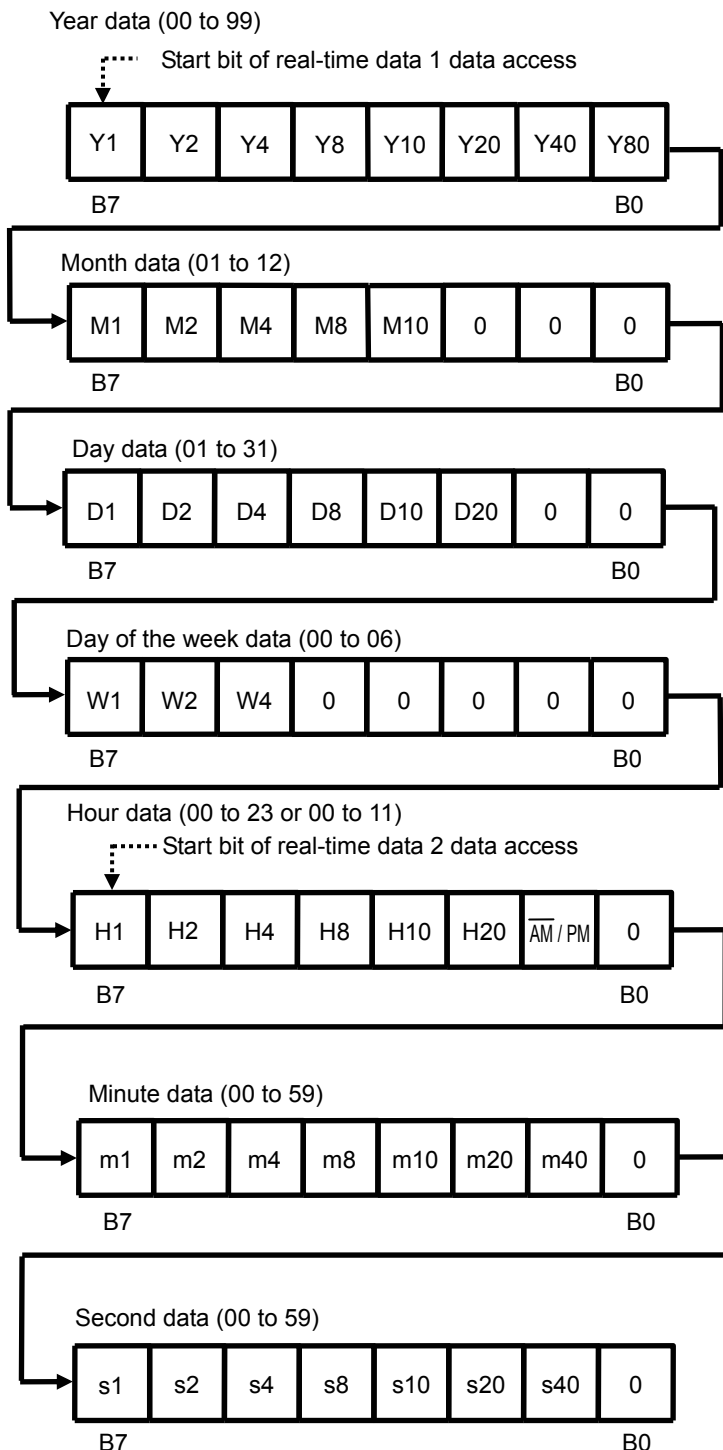 Year data (00 to 99)
Start bit of real-time data 1 data access
Y1 Y2 Y4 Y8 Y10 Y20 Y40 Y80
B7 B0
Month data (01 to 12)
M1 M2 M4 M8 M10 0 0 0
B7 B0
Day data (01 to 31)
D1 D2 D4 D8 D10 D20 0 0
B7 B0
Day of the week data (00 to 06)
W1 W2 W4 0 0 0 0 0
B7 B0
Hour data (00 to 23 or 00 to 11)
Start bit of real-time data 2 data access
H1 H2 H4 H8 H10 H20 A̅M̅ / PM 0
B7 B0
Minute data (00 to 59)
m1 m2 m4 m8 m10 m20 m40 0
B7 B0
Second data (00 to 59)
s1 s2 s4 s8 s10 s20 s40 0
B7 B0